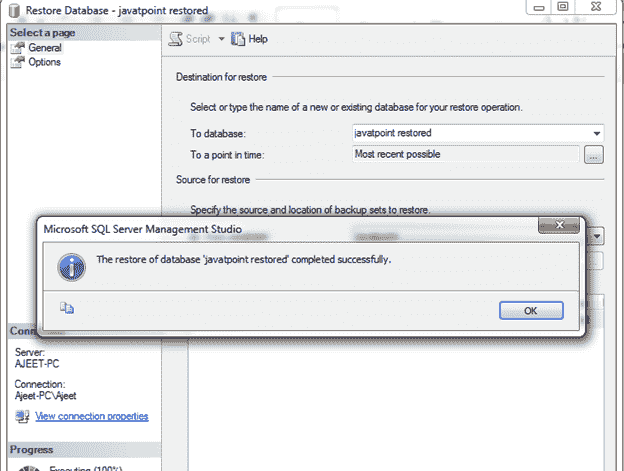 Restore Database - javatpoint restored
Select a page
General
Options
Script
Help
Destination for restore
Select or type the name of a new or existing database for your restore operation.
To database:
javatpoint restored
To a point in time:
Most recent possible
...
Source for restore
Specify the source and location of backup sets to restore.
Microsoft SQL Server Management Studio
The restore of database 'javatpoint restored' completed successfully.
OK
Server:
AJEET-PC
Connection:
Ajeet-PC\Ajeet
View connection properties
Progress
Executing (100%)